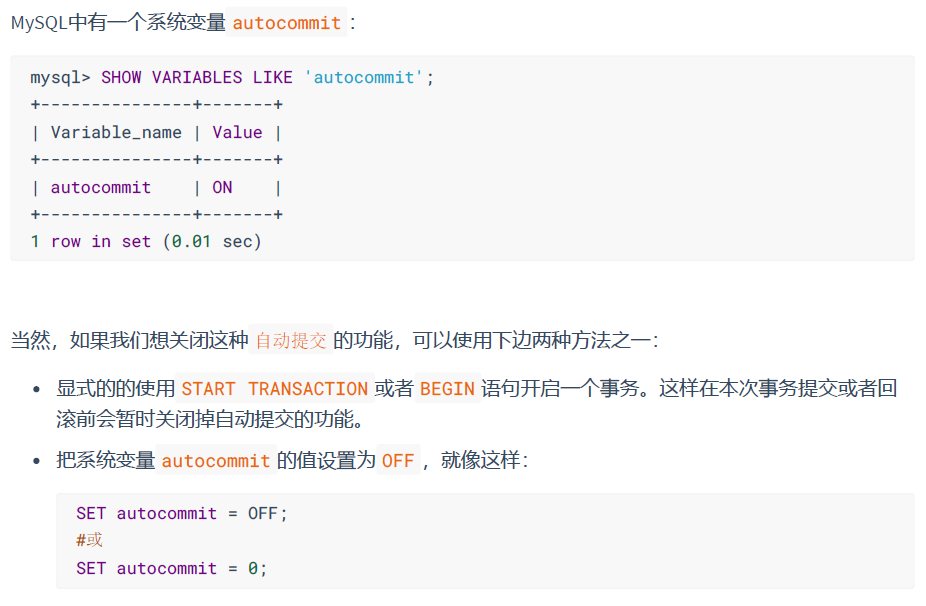 MySQL中有一个系统变量 autocommit ：
mysql> SHOW VARIABLES LIKE 'autocommit';
+---------------+-------+
| Variable_name | Value |
+---------------+-------+
| autocommit    | ON    |
+---------------+-------+
1 row in set (0.01 sec)
当然，如果我们想关闭这种 自动提交 的功能，可以使用下边两种方法之一：
• 显式的的使用 START TRANSACTION 或者 BEGIN 语句开启一个事务。这样在本次事务提交或者回
滚前会暂时关闭掉自动提交的功能。
• 把系统变量 autocommit 的值设置为 OFF ，就像这样：
SET autocommit = OFF;
#或
SET autocommit = 0;